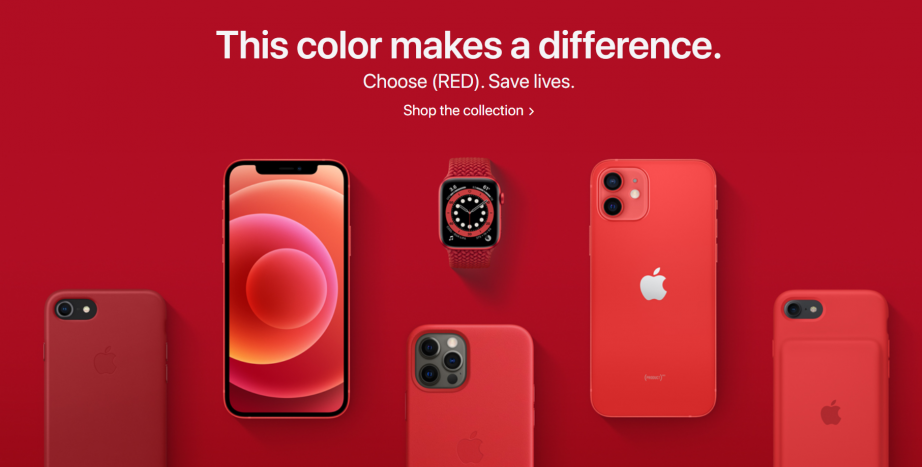 This color makes a difference.
Choose (RED). Save lives.
Shop the collection >